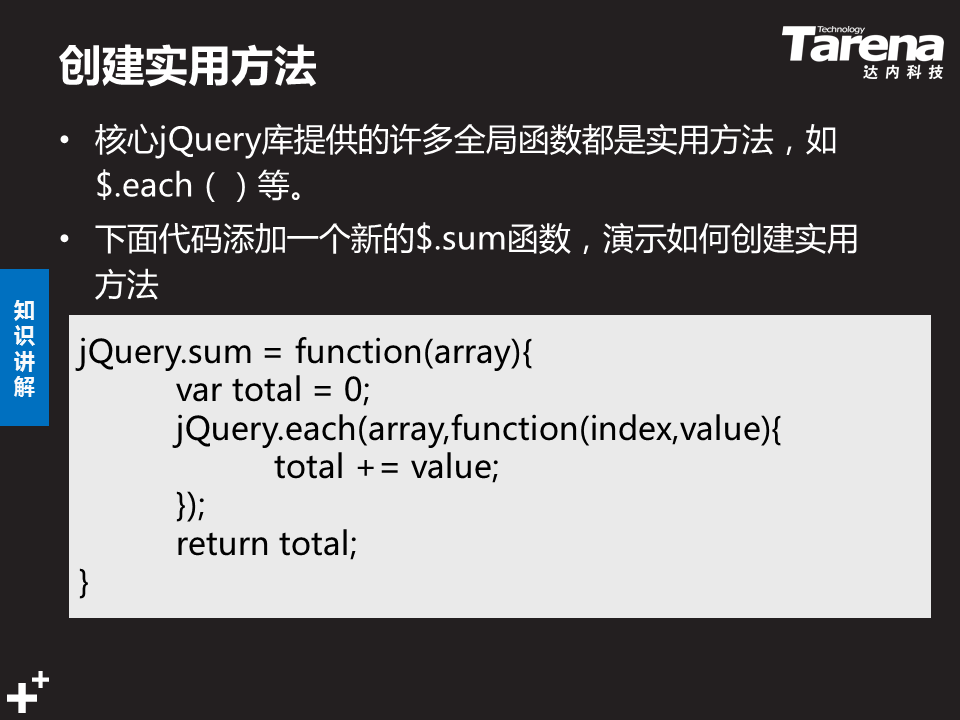 创建实用方法
Technology
Tarena
达内科技
• 核心jQuery库提供的许多全局函数都是实用方法，如
$.each（）等。
• 下面代码添加一个新的$.sum函数，演示如何创建实用
方法
知识讲解
jQuery.sum = function(array){
var total = 0;
jQuery.each(array,function(index,value){
total += value;
});
return total;
}